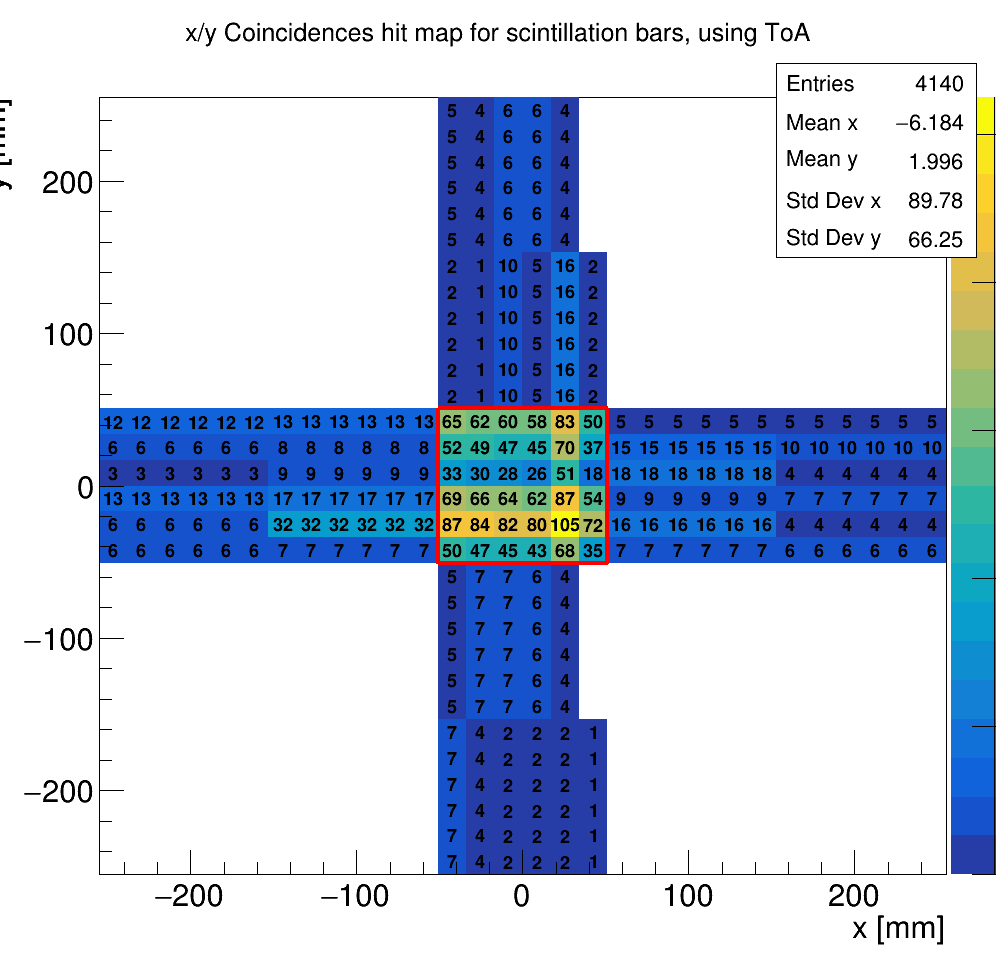 x/y Coincidences hit map for scintillation bars, using ToA
Entries 4140
Mean x −6.184
Mean y 1.996
Std Dev x 89.78
Std Dev y 66.25
y [mm]
200
100
0
−100
−200
5 4 6 6 4
5 4 6 6 4
5 4 6 6 4
5 4 6 6 4
5 4 6 6 4
5 4 6 6 4
2 1 10 5 16 2
2 1 10 5 16 2
2 1 10 5 16 2
2 1 10 5 16 2
2 1 10 5 16 2
2 1 10 5 16 2
12 12 12 12 12 12 13 13 13 13 13 13 65 62 60 58 83 50 5 5 5 5 5 5 5 5 5 5 5 5
6 6 6 6 6 6 8 8 8 8 8 8 52 49 47 45 70 37 15 15 15 15 15 15 10 10 10 10 10 10
3 3 3 3 3 3 9 9 9 9 9 9 33 30 28 26 51 18 18 18 18 18 18 18 4 4 4 4 4 4
13 13 13 13 13 13 17 17 17 17 17 17 69 66 64 62 87 54 9 9 9 9 9 9 7 7 7 7 7 7
6 6 6 6 6 6 32 32 32 32 32 32 87 84 82 80 105 72 16 16 16 16 16 16 4 4 4 4 4 4
6 6 6 6 6 6 7 7 7 7 7 7 50 47 45 43 68 35 7 7 7 7 7 7 6 6 6 6 6 6
5 7 7 6 4
5 7 7 6 4
5 7 7 6 4
5 7 7 6 4
5 7 7 6 4
5 7 7 6 4
7 4 2 2 2 1
7 4 2 2 2 1
7 4 2 2 2 1
7 4 2 2 2 1
7 4 2 2 2 1
7 4 2 2 2 1
−200 −100 0 100 200
x [mm]